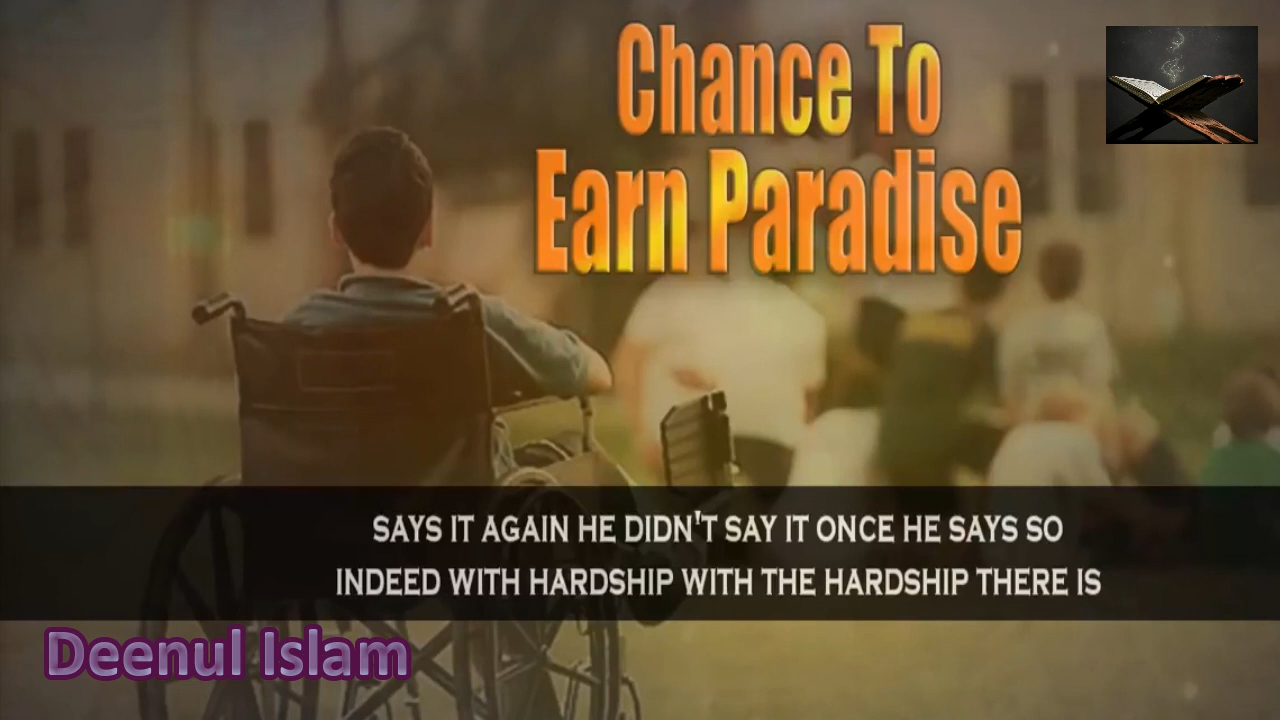 Chance To
Earn Paradise
SAYS IT AGAIN HE DIDN'T SAY IT ONCE HE SAYS SO
INDEED WITH HARDSHIP WITH THE HARDSHIP THERE IS
Deenul Islam